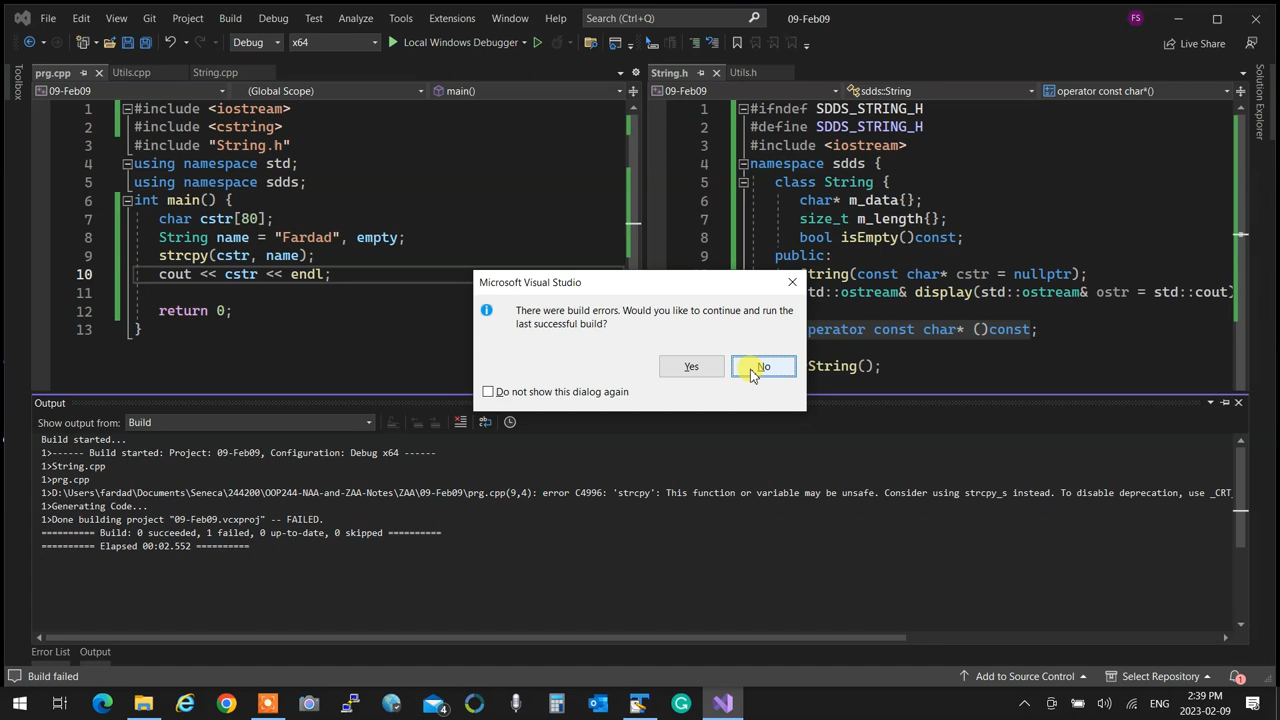 File Edit View Git Project Build Debug Test Analyze Tools Extensions Window Help Search (Ctrl+Q) 09-Feb09 FS
Debug x64 Local Windows Debugger Live Share
Toolbox
prg.cpp Utils.cpp String.cpp
09-Feb09 (Global Scope) main()
1 #include <iostream>
2 #include <cstring>
3 #include "String.h"
4 using namespace std;
5 using namespace sdds;
6 int main() {
7 char cstr[80];
8 String name = "Fardad", empty;
9 strcpy(cstr, name);
10 cout << cstr << endl;
11
12 return 0;
13 }
String.h Utils.h
09-Feb09 sdds::String operator const char*()
1 #ifndef SDDS_STRING_H
2 #define SDDS_STRING_H
3 #include <iostream>
4 namespace sdds {
5 class String {
6 char* m_data{};
7 size_t m_length{};
8 bool isEmpty()const;
9 public:
tring(const char* cstr = nullptr);
td::ostream& display(std::ostream& ostr = std::cout)
perator const char* ()const;
String();
Solution Explorer
Microsoft Visual Studio
There were build errors. Would you like to continue and run the
last successful build?
Yes No
Do not show this dialog again
Output
Show output from: Build
Build started...
1>------ Build started: Project: 09-Feb09, Configuration: Debug x64 ------
1>String.cpp
1>prg.cpp
1>D:\Users\fardad\Documents\Seneca\244200\OOP244-NAA-and-ZAA-Notes\ZAA\09-Feb09\prg.cpp(9,4): error C4996: 'strcpy': This function or variable may be unsafe. Consider using strcpy_s instead. To disable deprecation, use _CRT_
1>Generating Code...
1>Done building project "09-Feb09.vcxproj" -- FAILED.
========== Build: 0 succeeded, 1 failed, 0 up-to-date, 0 skipped ==========
========== Elapsed 00:02.552 ==========
Error List Output
Build failed Add to Source Control Select Repository 1
4 ENG 2:39 PM
2023-02-09